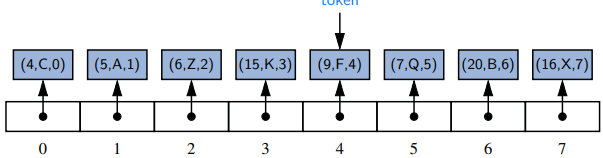 token
(4,C,0) (5,A,1) (6,Z,2) (15,K,3) (9,F,4) (7,Q,5) (20,B,6) (16,X,7)
0 1 2 3 4 5 6 7